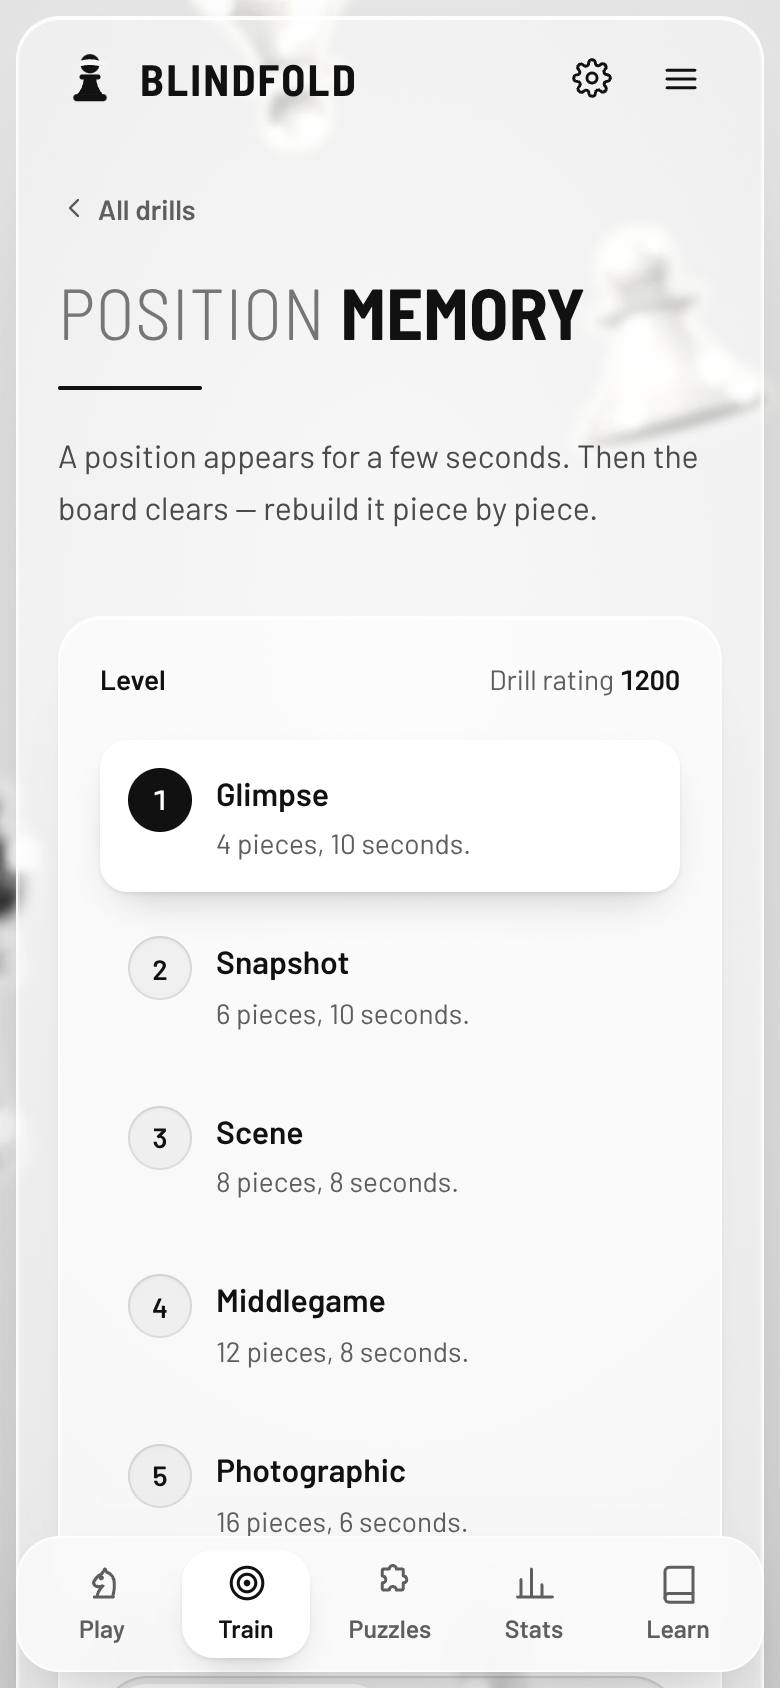 BLINDFOLD
All drills
POSITION MEMORY
A position appears for a few seconds. Then the
board clears — rebuild it piece by piece.
Level
Drill rating 1200
1
Glimpse
4 pieces, 10 seconds.
2
Snapshot
6 pieces, 10 seconds.
3
Scene
8 pieces, 8 seconds.
4
Middlegame
12 pieces, 8 seconds.
5
Photographic
16 pieces, 6 seconds.
Play
Train
Puzzles
Stats
Learn